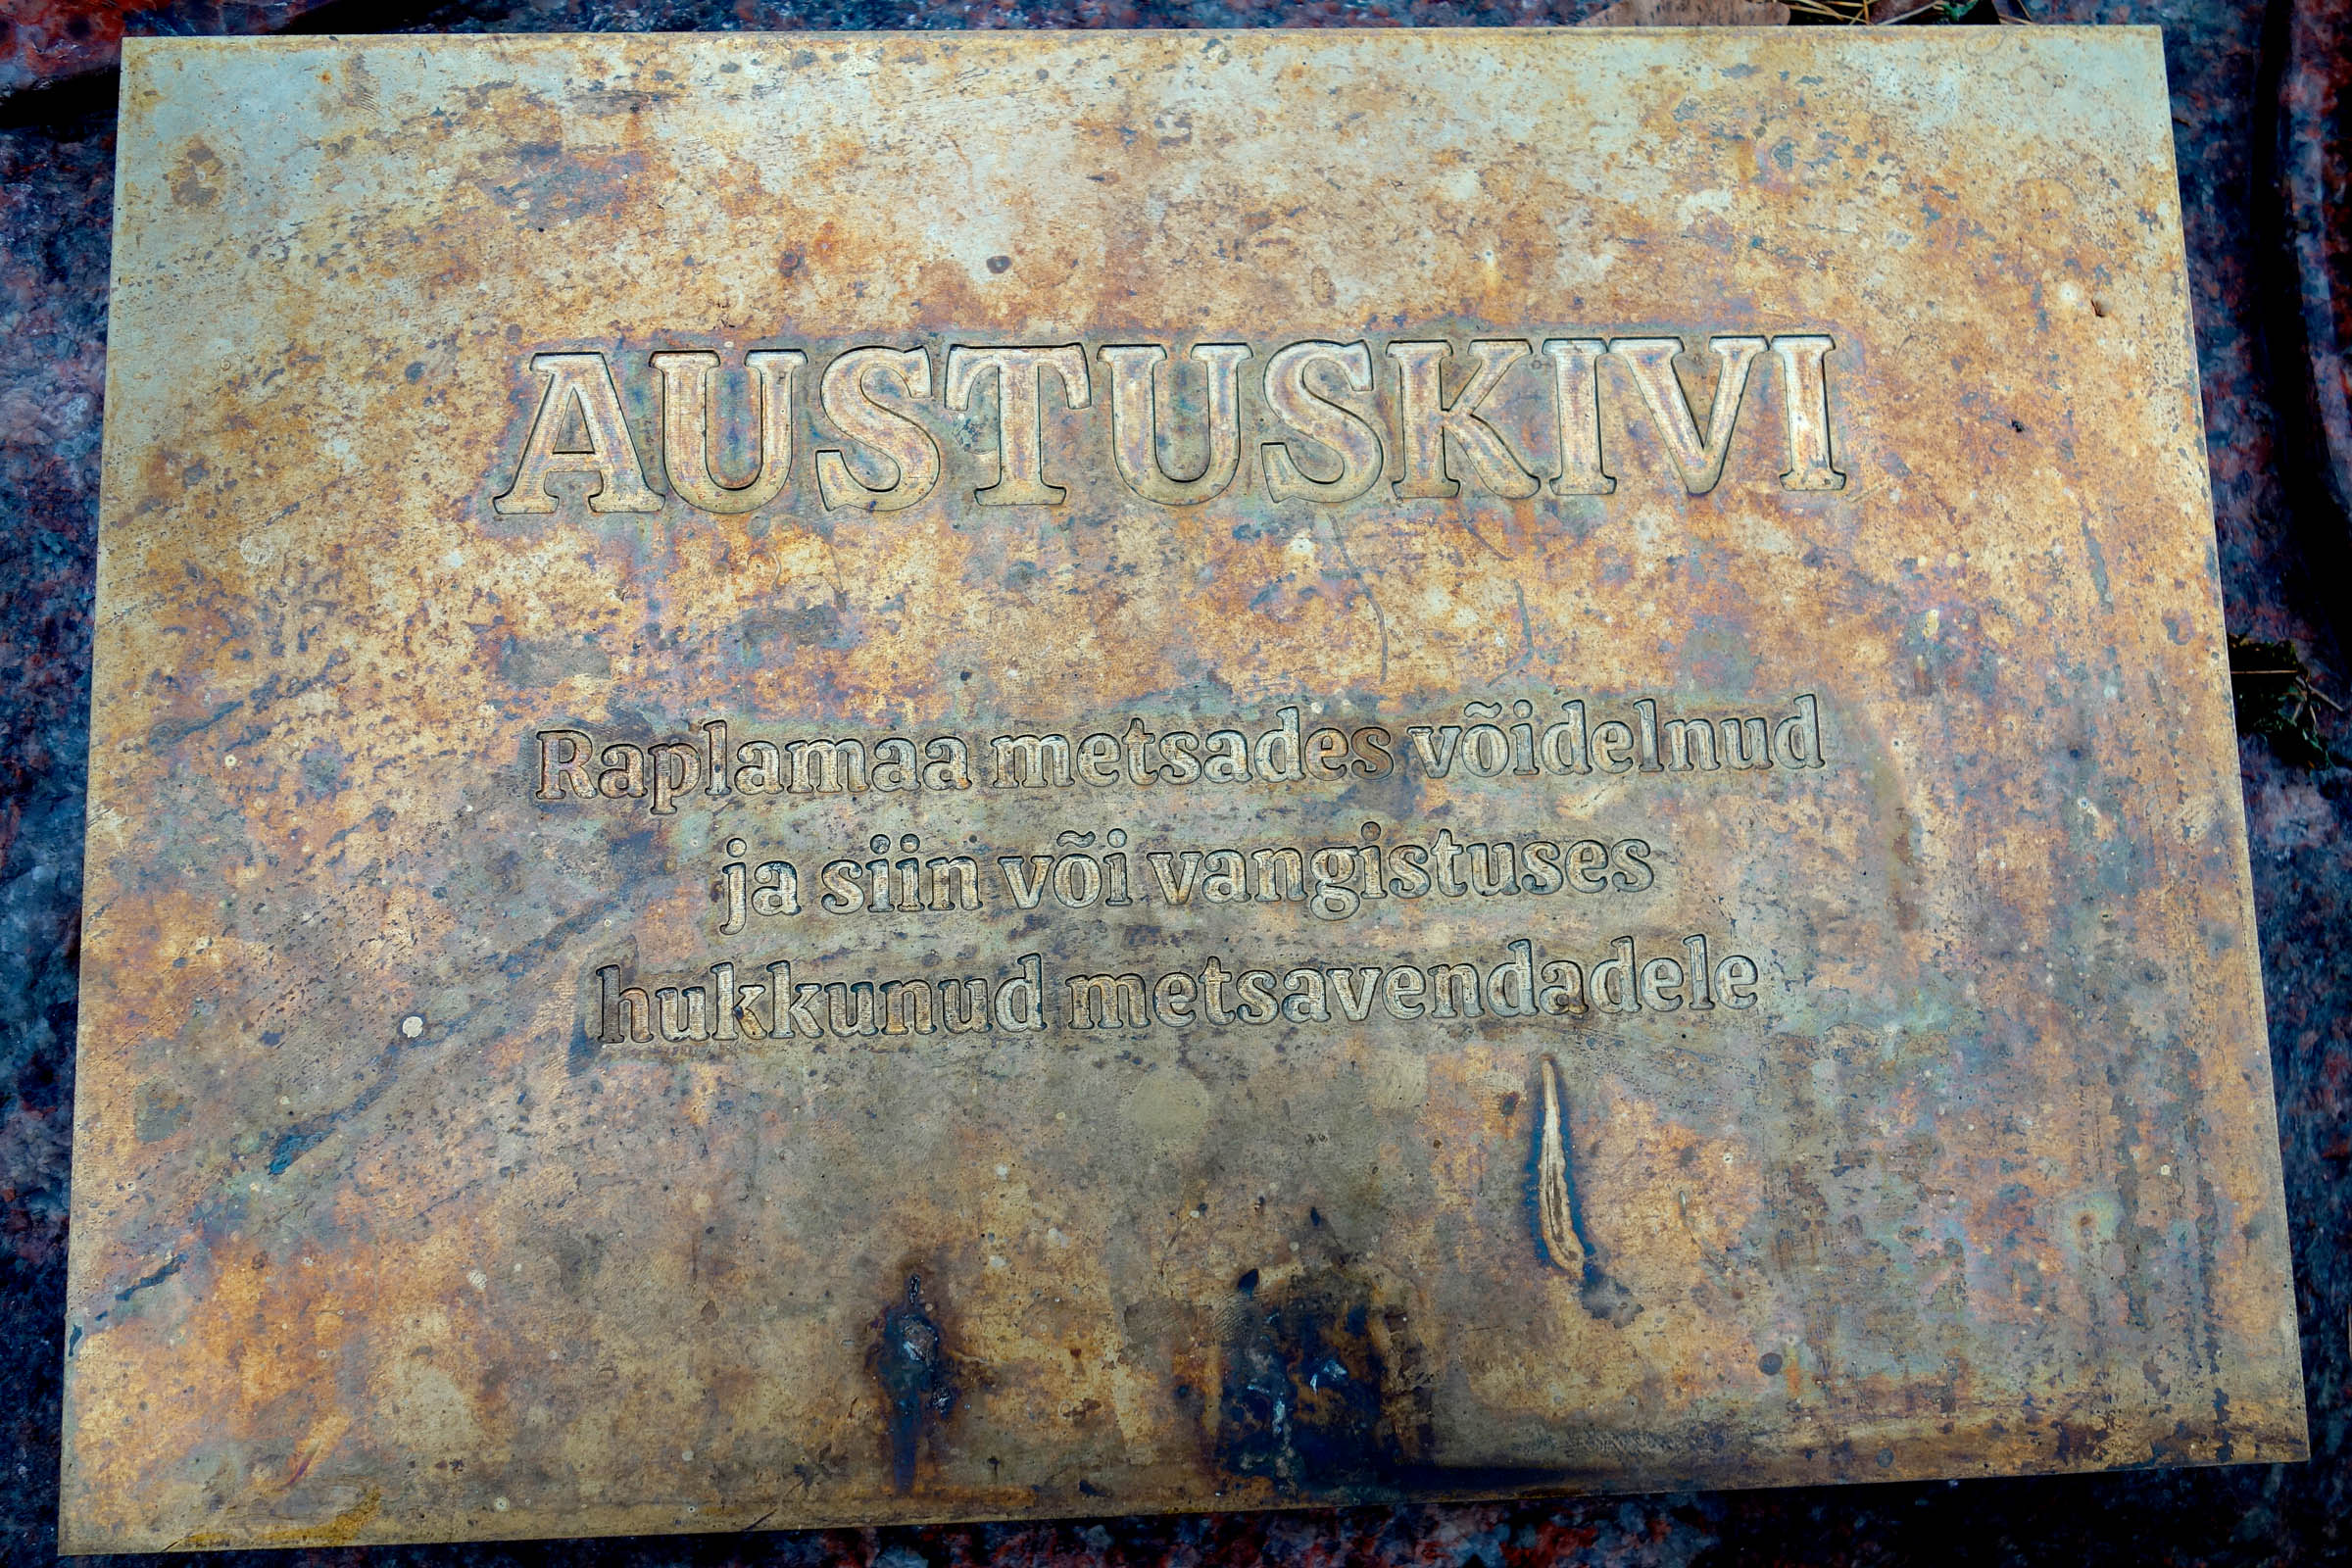 AUSTUSKIVI
Raplamaa metsades võidelnud
ja siin või vangistuses
hukkunud metsavendadele